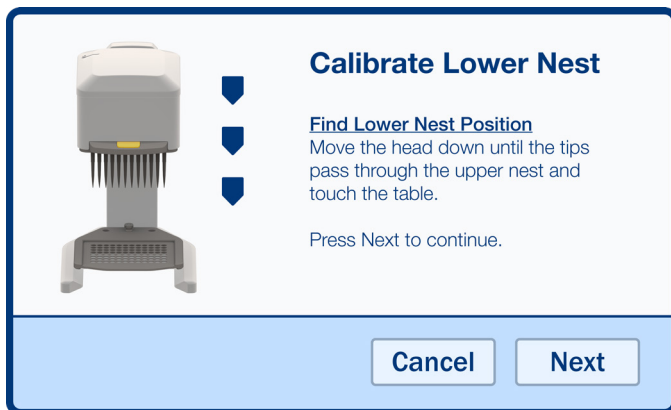 Calibrate Lower Nest
Find Lower Nest Position
Move the head down until the tips
pass through the upper nest and
touch the table.
Press Next to continue.
Cancel
Next